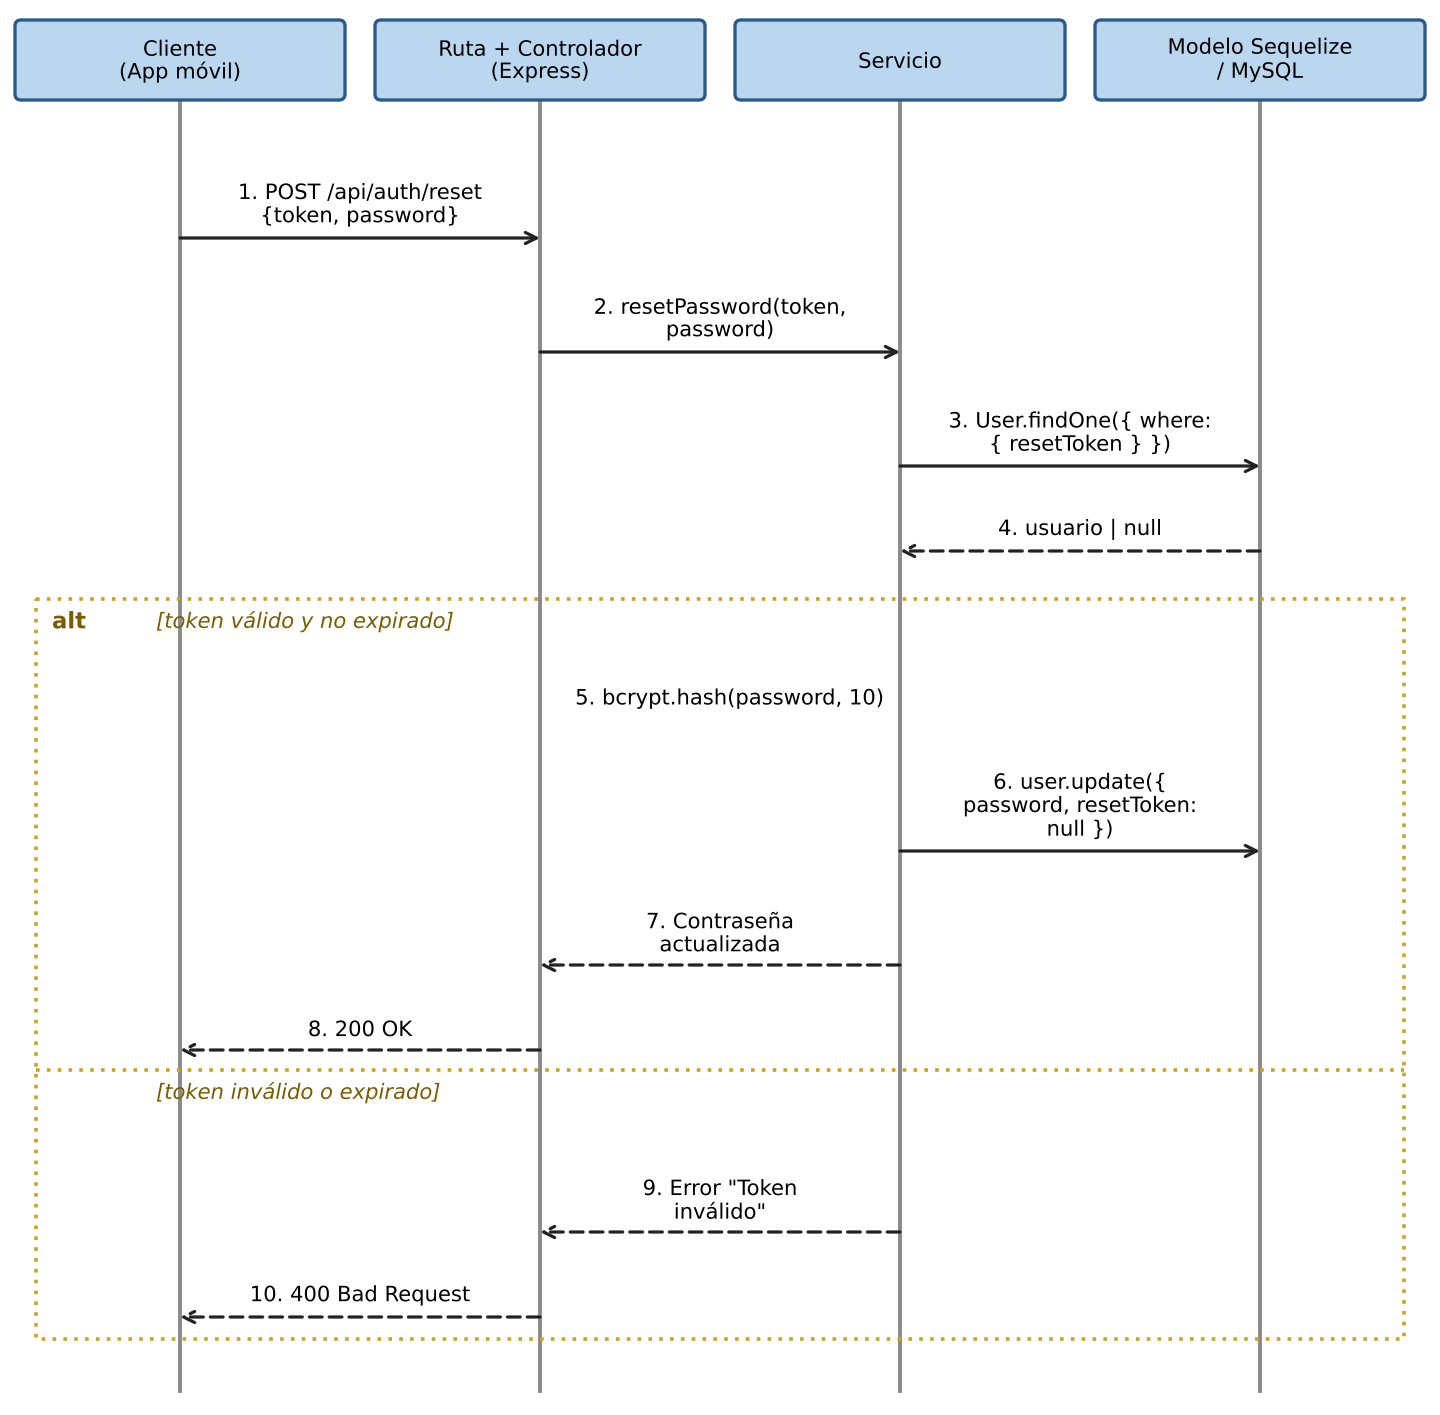 Cliente
(App móvil)
Ruta + Controlador
(Express)
Servicio
Modelo Sequelize
/ MySQL
1. POST /api/auth/reset
{token, password}
2. resetPassword(token,
password)
3. User.findOne({ where:
{ resetToken } })
4. usuario | null
alt
[token válido y no expirado]
5. bcrypt.hash(password, 10)
6. user.update({
password, resetToken:
null })
7. Contraseña
actualizada
8. 200 OK
[token inválido o expirado]
9. Error "Token
inválido"
10. 400 Bad Request